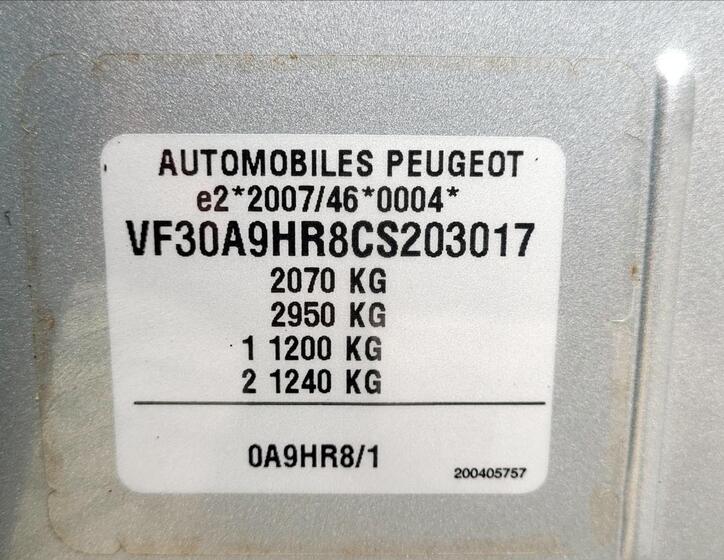 AUTOMOBILES PEUGEOT
e2*2007/46*0004*
VF30A9HR8CS203017
2070 KG
2950 KG
1 1200 KG
2 1240 KG
0A9HR8/1
200405757